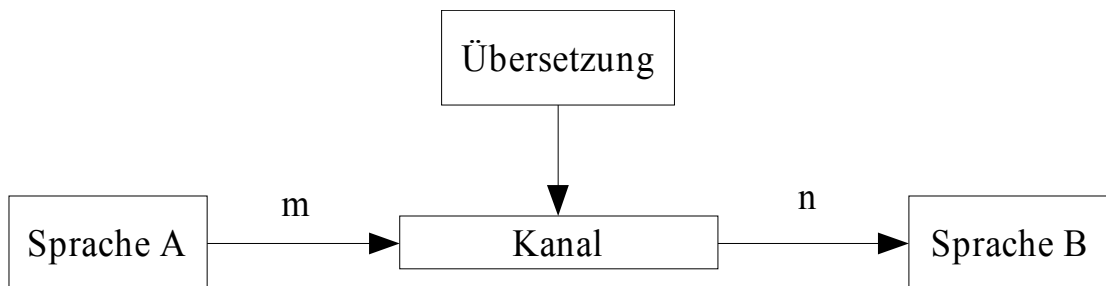 Übersetzung
m
n
Sprache A
Kanal
Sprache B